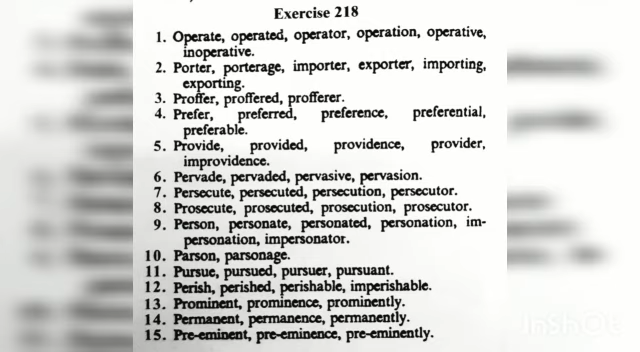 Exercise 218
1. Operate, operated, operator, operation, operative,
inoperative.
2. Porter, porterage, importer, exporter, importing,
exporting.
3. Proffer, proffered, profferer.
4. Prefer, preferred, preference, preferential,
preferable.
5. Provide, provided, providence, provider,
improvidence.
6. Pervade, pervaded, pervasive, pervasion.
7. Persecute, persecuted, persecution, persecutor.
8. Prosecute, prosecuted, prosecution, prosecutor.
9. Person, personate, personated, personation, im-
personation, impersonator.
10. Parson, parsonage.
11. Pursue, pursued, pursuer, pursuant.
12. Perish, perished, perishable, imperishable.
13. Prominent, prominence, prominently.
14. Permanent, permanence, permanently.
15. Pre-eminent, pre-eminence, pre-eminently.
InShOt